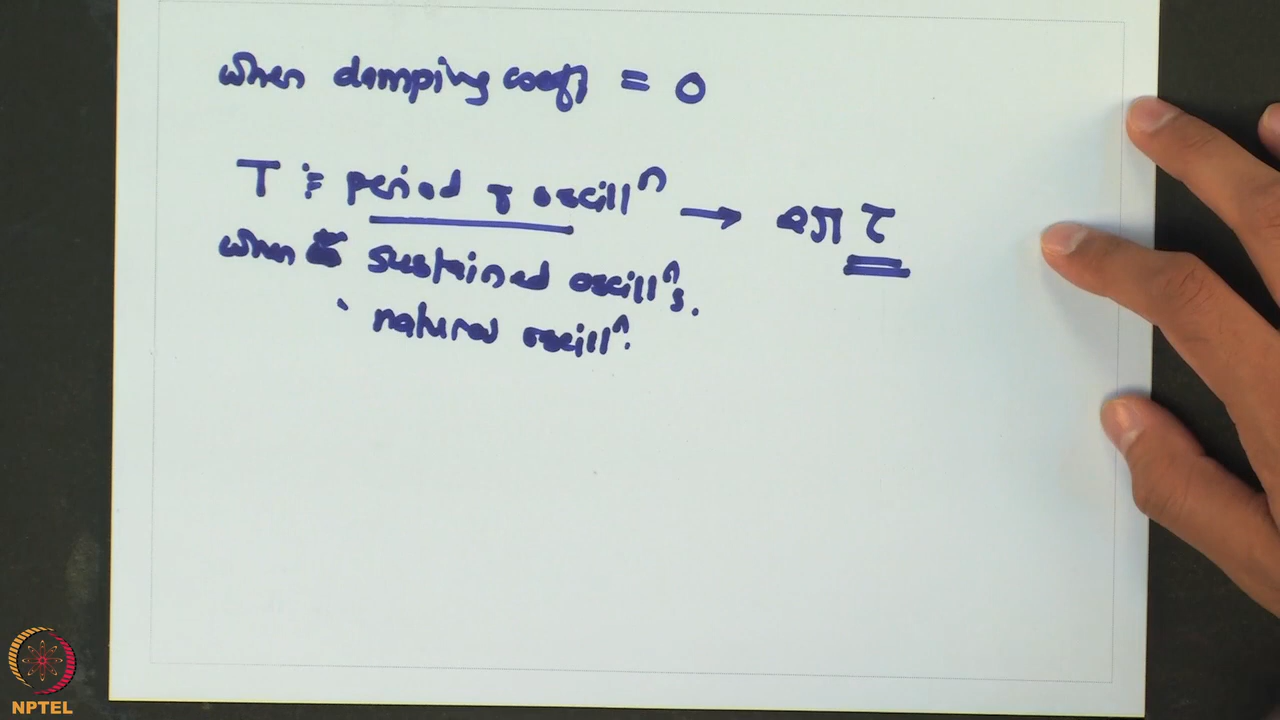 when damping coeff = 0
T : period of oscillⁿ → 2π τ
when sustained oscillⁿs.
natural oscillⁿ.
NPTEL